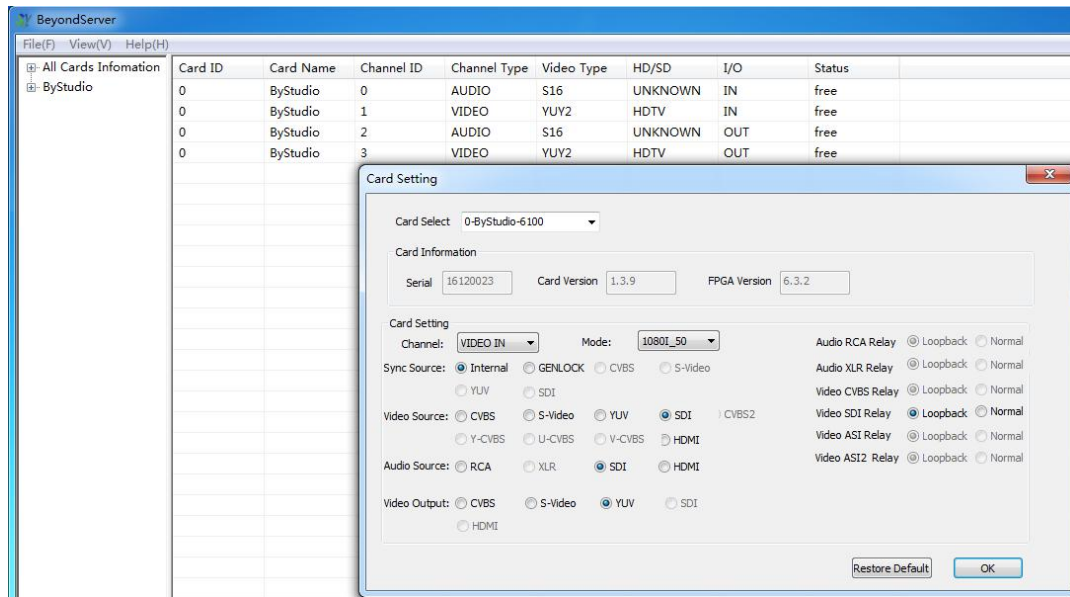 BeyondServer
File(F) View(V) Help(H)
All Cards Infomation
ByStudio
Card ID Card Name Channel ID Channel Type Video Type HD/SD I/O Status
0 ByStudio 0 AUDIO S16 UNKNOWN IN free
0 ByStudio 1 VIDEO YUY2 HDTV IN free
0 ByStudio 2 AUDIO S16 UNKNOWN OUT free
0 ByStudio 3 VIDEO YUY2 HDTV OUT free
Card Setting
Card Select 0-ByStudio-6100
Card Information
Serial 16120023 Card Version 1.3.9 FPGA Version 6.3.2
Card Setting
Channel: VIDEO IN Mode: 1080I_50
Sync Source: Internal GENLOCK CVBS S-Video
YUV SDI
Video Source: CVBS S-Video YUV SDI CVBS2
Y-CVBS U-CVBS V-CVBS HDMI
Audio Source: RCA XLR SDI HDMI
Video Output: CVBS S-Video YUV SDI
HDMI
Audio RCA Relay Loopback Normal
Audio XLR Relay Loopback Normal
Video CVBS Relay Loopback Normal
Video SDI Relay Loopback Normal
Video ASI Relay Loopback Normal
Video ASI2 Relay Loopback Normal
Restore Default OK